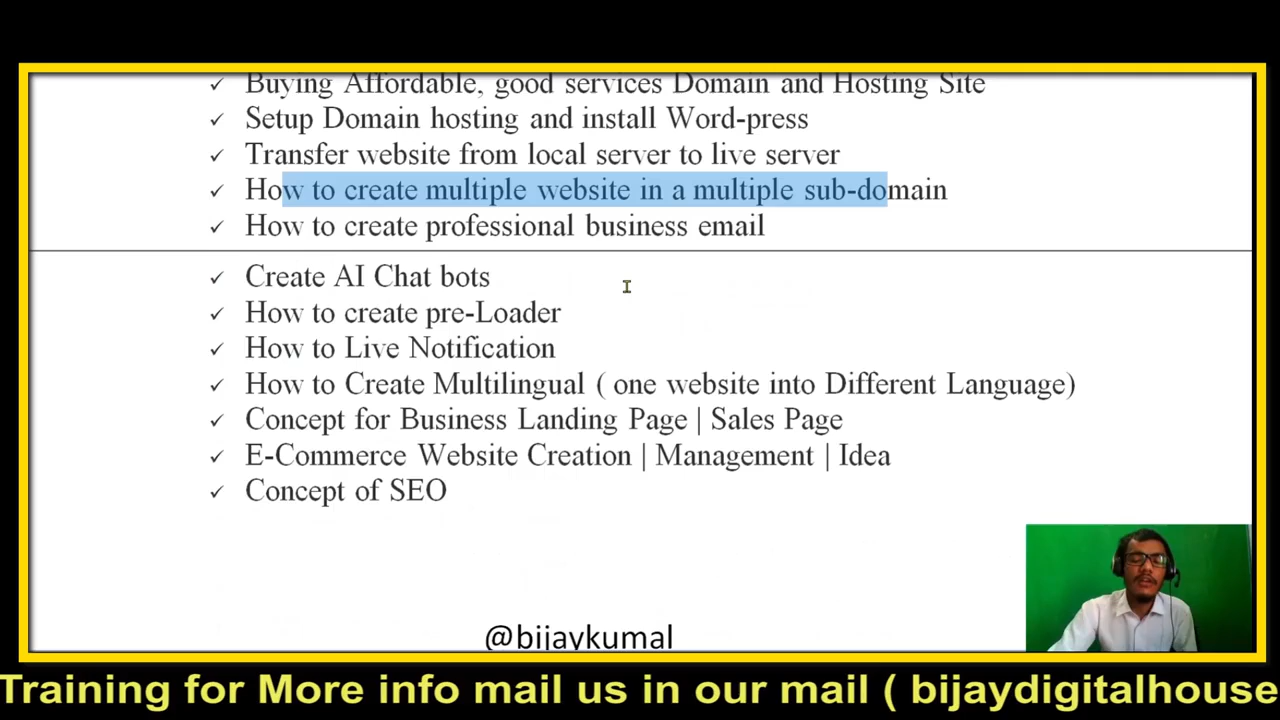 Buying Affordable, good services Domain and Hosting Site
Setup Domain hosting and install Word-press
Transfer website from local server to live server
How to create multiple website in a multiple sub-domain
How to create professional business email
Create AI Chat bots
How to create pre-Loader
How to Live Notification
How to Create Multilingual ( one website into Different Language)
Concept for Business Landing Page | Sales Page
E-Commerce Website Creation | Management | Idea
Concept of SEO
@bijaykumal
Training for More info mail us in our mail ( bijaydigitalhouse